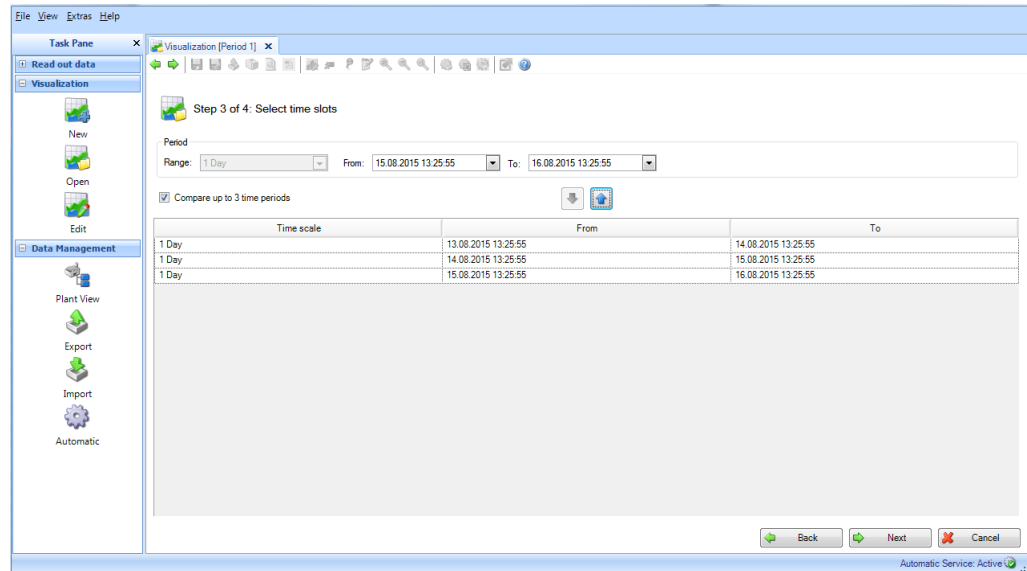 File View Extras Help
Task Pane
Visualization [Period 1]
Read out data
Visualization
New
Open
Edit
Data Management
Plant View
Export
Import
Automatic
Step 3 of 4: Select time slots
Period
Range: 1 Day From: 15.08.2015 13:25:55 To: 16.08.2015 13:25:55
Compare up to 3 time periods
Time scale From To
1 Day 13.08.2015 13:25:55 14.08.2015 13:25:55
1 Day 14.08.2015 13:25:55 15.08.2015 13:25:55
1 Day 15.08.2015 13:25:55 16.08.2015 13:25:55
Back Next Cancel
Automatic Service: Active